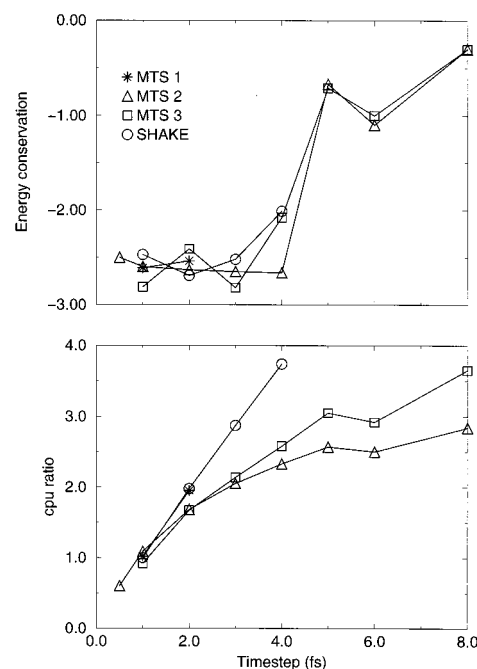 0.00
MTS 1
MTS 2
MTS 3
SHAKE
-1.00
-2.00
-3.00
Energy conservation
4.0
3.0
2.0
1.0
0.0
cpu ratio
0.0 2.0 4.0 6.0 8.0
Timestep (fs)